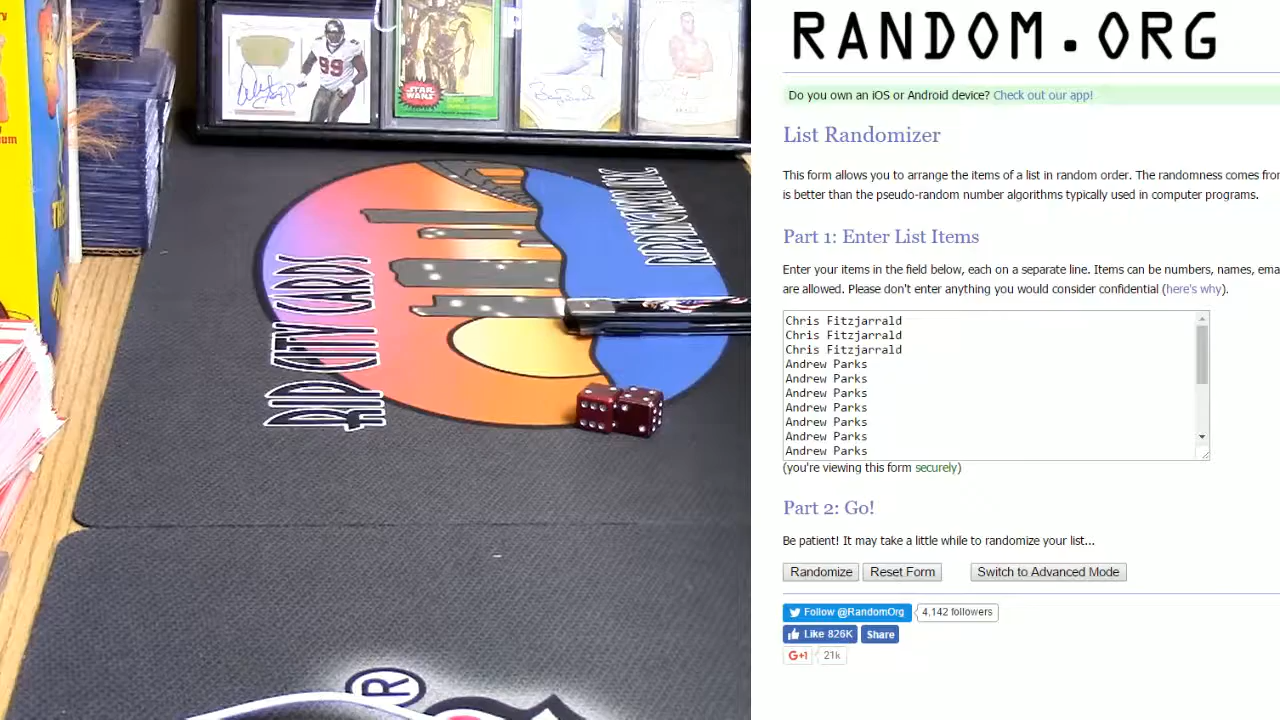 99
STAR
WARS
RIP CITY CARDS
RIPPINCARDS.ORG
®
RANDOM.ORG
Do you own an iOS or Android device? Check out our app!
List Randomizer
This form allows you to arrange the items of a list in random order. The randomness comes from
is better than the pseudo-random number algorithms typically used in computer programs.
Part 1: Enter List Items
Enter your items in the field below, each on a separate line. Items can be numbers, names, ema
are allowed. Please don't enter anything you would consider confidential (here's why).
Chris Fitzjarrald
Chris Fitzjarrald
Chris Fitzjarrald
Andrew Parks
Andrew Parks
Andrew Parks
Andrew Parks
Andrew Parks
Andrew Parks
Andrew Parks
(you're viewing this form securely)
Part 2: Go!
Be patient! It may take a little while to randomize your list...
Randomize Reset Form Switch to Advanced Mode
Follow @RandomOrg 4,142 followers
Like 826K Share
G+1 21k